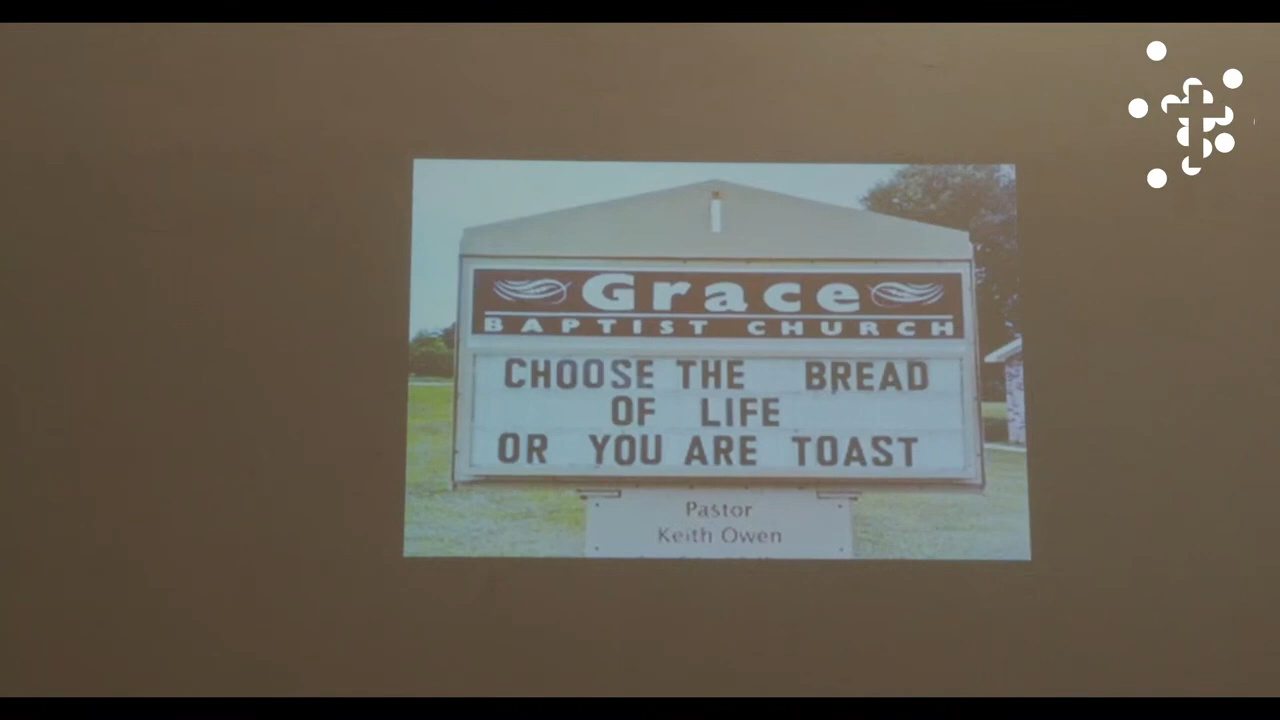 Grace
BAPTIST CHURCH
CHOOSE THE BREAD
OF LIFE
OR YOU ARE TOAST
Pastor
Keith Owen